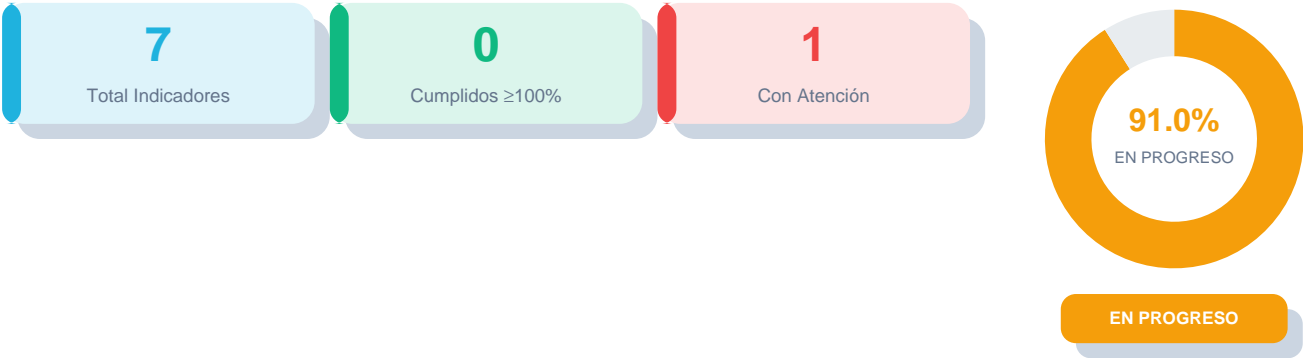 7
Total Indicadores
0
Cumplidos ≥100%
1
Con Atención
91.0%
EN PROGRESO
EN PROGRESO